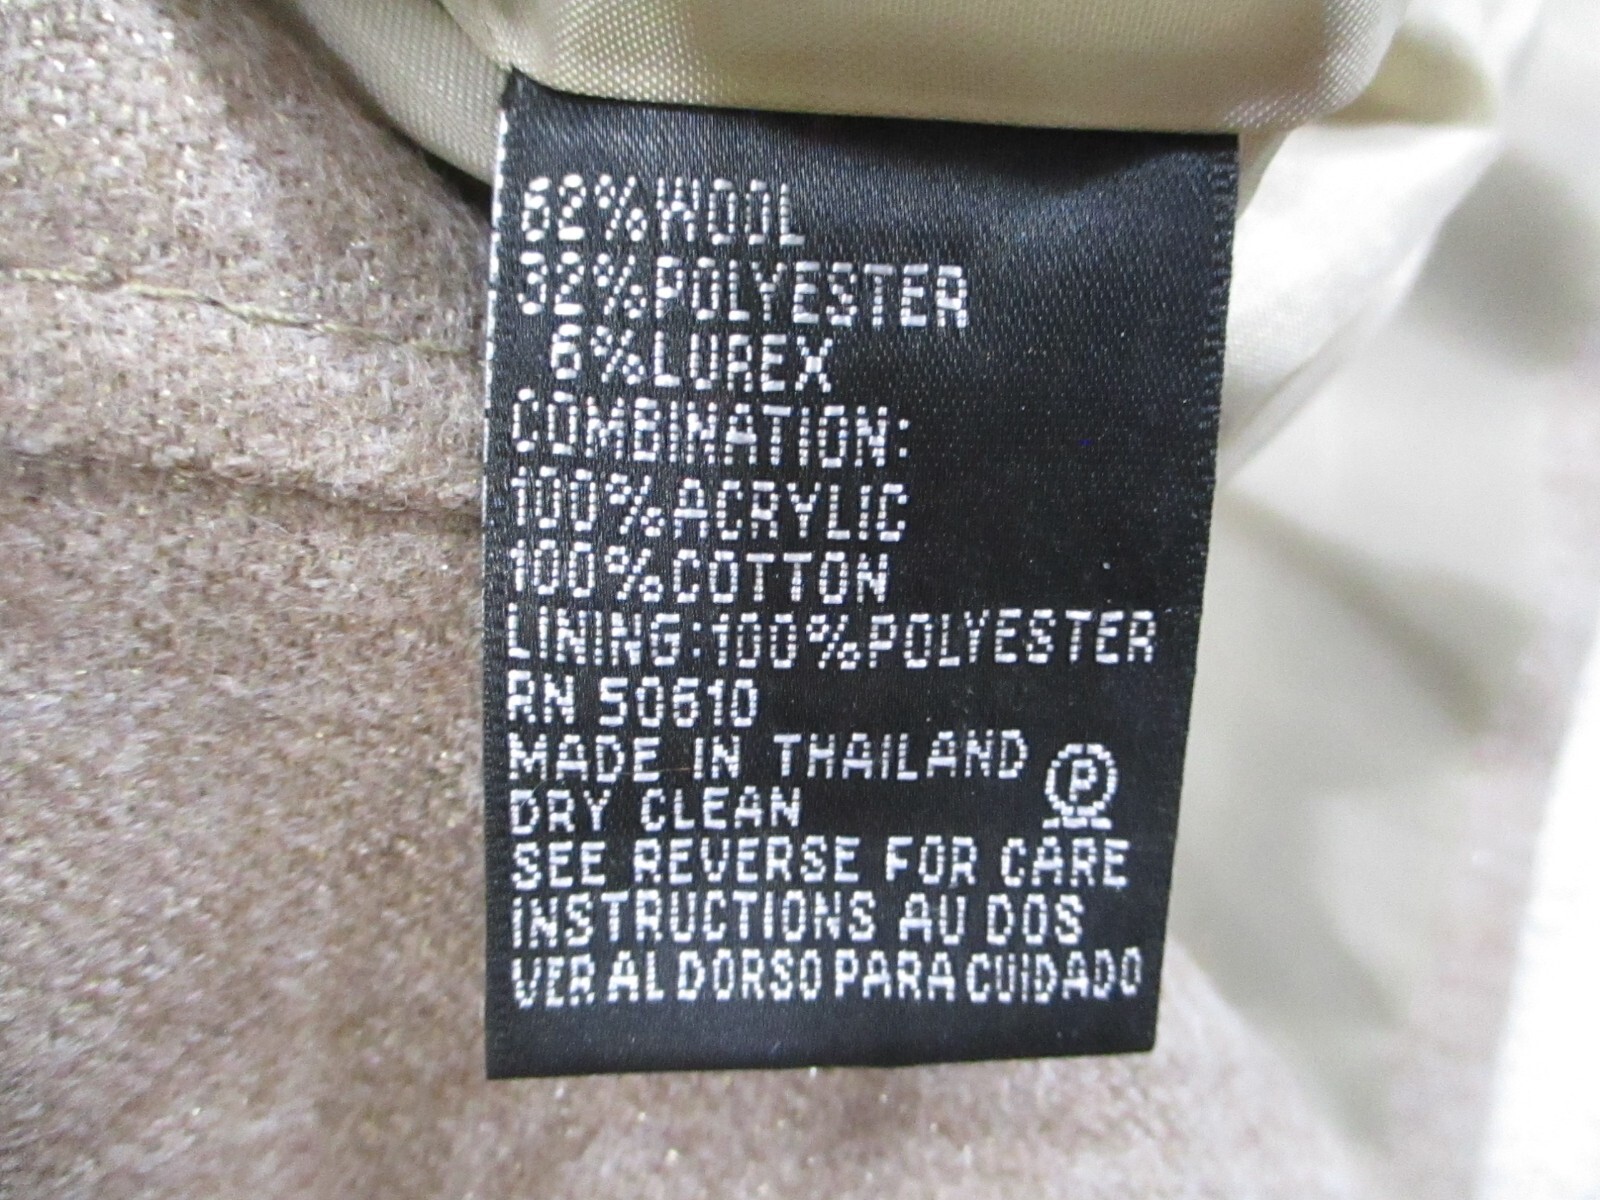 62% WOOL
32% POLYESTER
6% LUREX
COMBINATION:
100% ACRYLIC
100% COTTON
LINING: 100% POLYESTER
RN 50610
MADE IN THAILAND
P
DRY CLEAN
SEE REVERSE FOR CARE
INSTRUCTIONS AU DOS
VER AL DORSO PARA CUIDADO